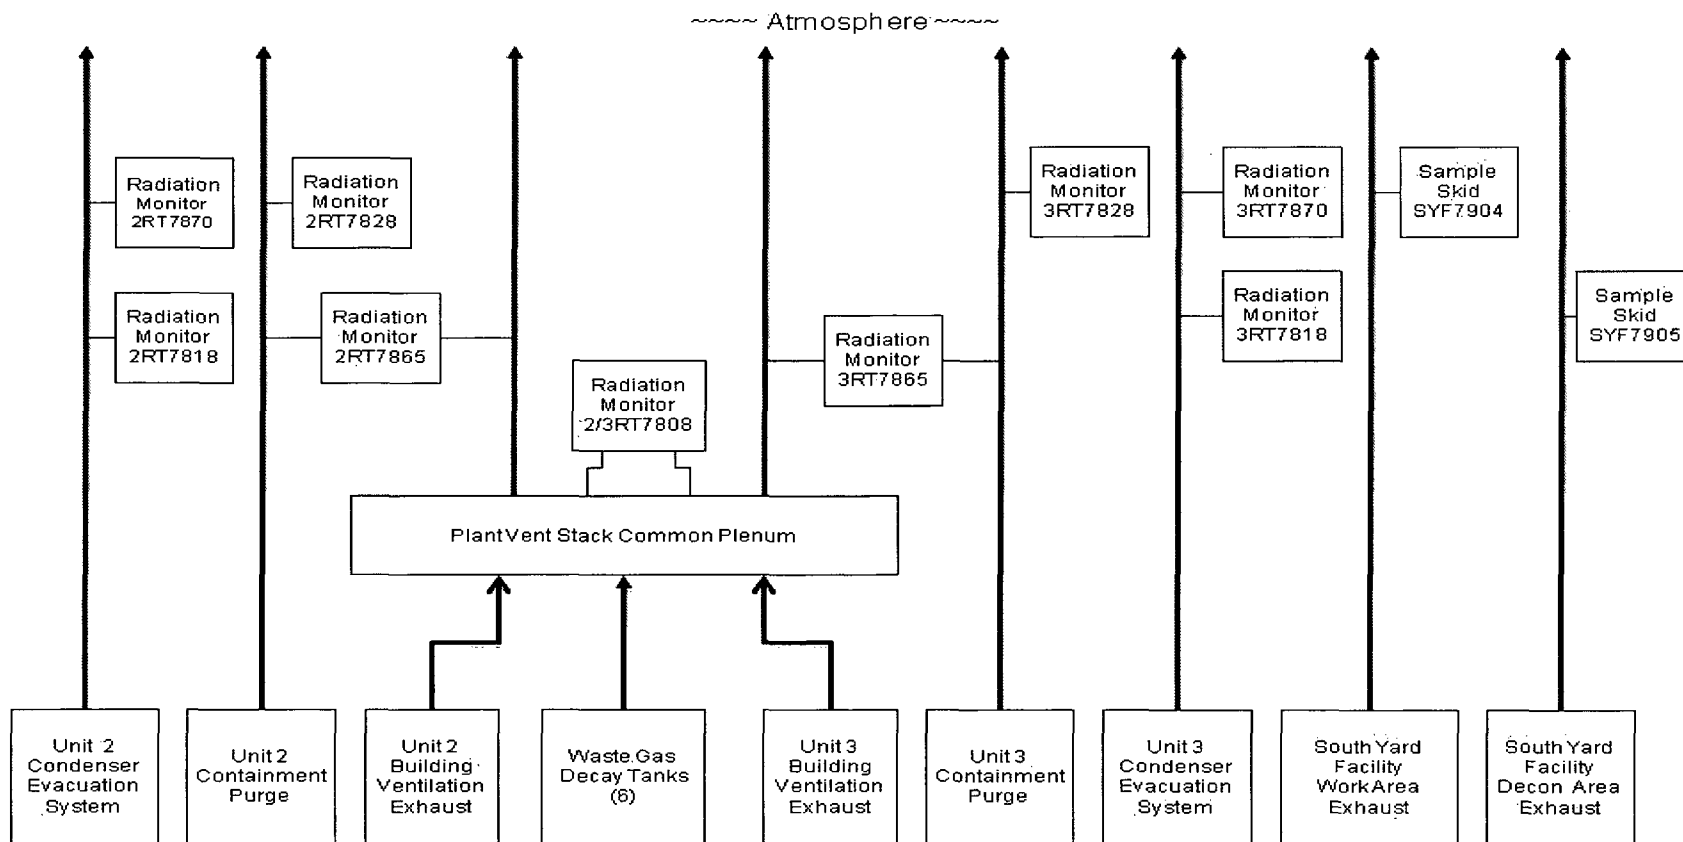 ~~~~ Atmosphere ~~~~
Radiation
Monitor
2RT7870
Radiation
Monitor
2RT7828
Radiation
Monitor
3RT7828
Radiation
Monitor
3RT7870
Sample
Skid
SYF7904
Radiation
Monitor
2RT7818
Radiation
Monitor
2RT7865
Radiation
Monitor
3RT7865
Radiation
Monitor
3RT7818
Sample
Skid
SYF7905
Radiation
Monitor
2/3RT7808
Plant Vent Stack Common Plenum
Unit 2
Condenser
Evacuation
System
Unit 2
Containment
Purge
Unit 2
Building
Ventilation
Exhaust
Waste Gas
Decay Tanks
(6)
Unit 3
Building
Ventilation
Exhaust
Unit 3
Containment
Purge
Unit 3
Condenser
Evacuation
System
South Yard
Facility
Work Area
Exhaust
South Yard
Facility
Decon Area
Exhaust